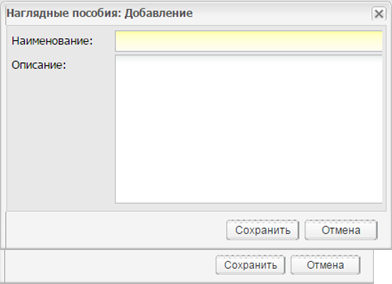 Наглядные пособия: Добавление
Наименование:
Описание:
Сохранить Отмена
Сохранить Отмена